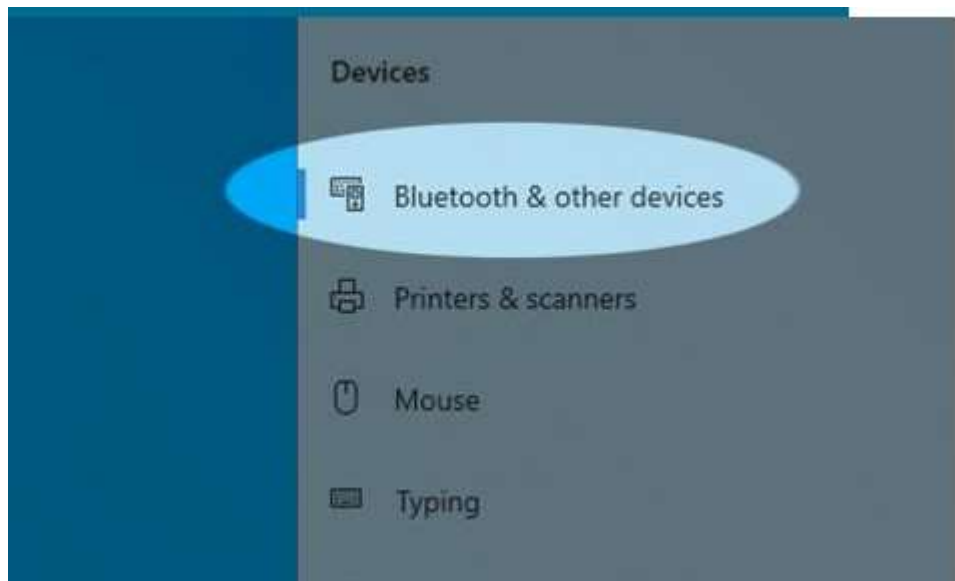 Devices
Bluetooth & other devices
Printers & scanners
Mouse
Typing